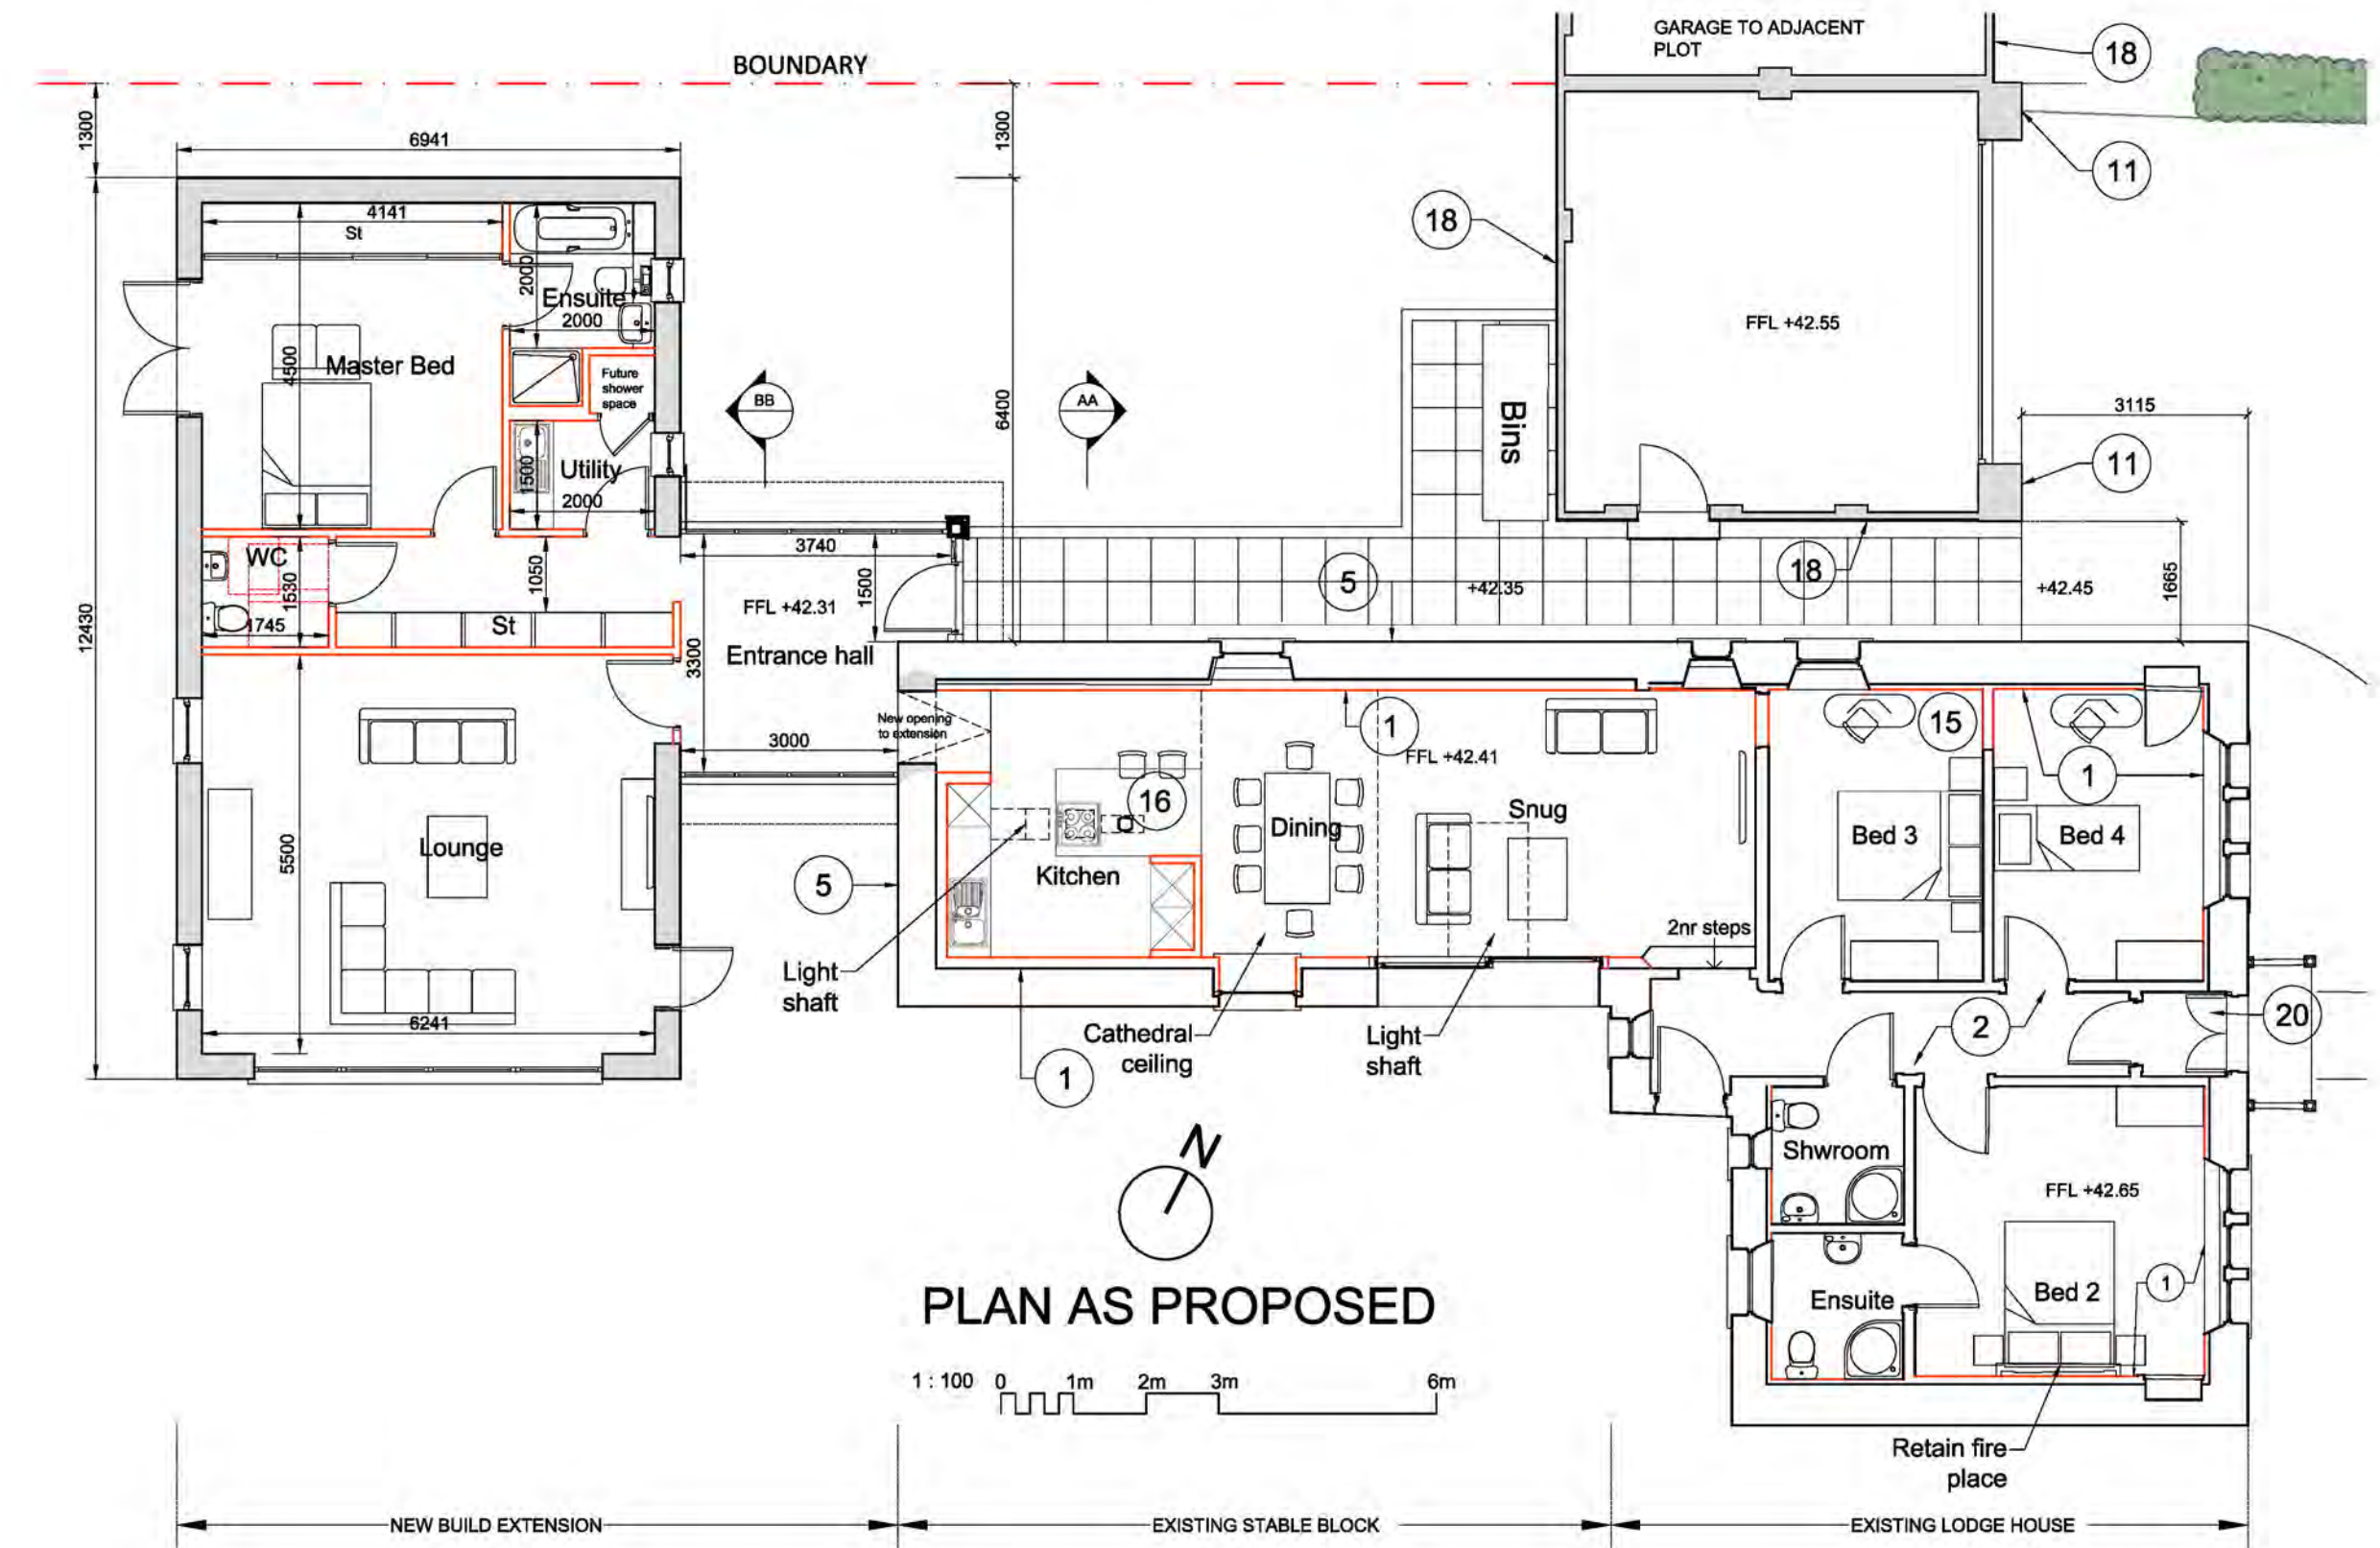 GARAGE TO ADJACENT
PLOT
18
BOUNDARY
1300
1300
6941
11
4141
St
18
2000
Ensuite
2000
FFL +42.55
4500
Master Bed
Future
shower
space
BB
AA
6400
Bins
3115
11
1500
Utility
2000
3740
WC
1530
1050
1500
5
18
+42.35
+42.45
1665
FFL +42.31
1745
St
12430
3300
Entrance hall
New opening
to extension
3000
1
FFL +42.41
15
1
16
Snug
Dining
Bed 3
Bed 4
Lounge
5500
5
Kitchen
2nr steps
Light
shaft
6241
Cathedral
ceiling
Light
shaft
2
20
1
N
Shwroom
FFL +42.65
Ensuite
Bed 2
1
PLAN AS PROPOSED
1 : 100 0 1m 2m 3m 6m
Retain fire
place
NEW BUILD EXTENSION
EXISTING STABLE BLOCK
EXISTING LODGE HOUSE